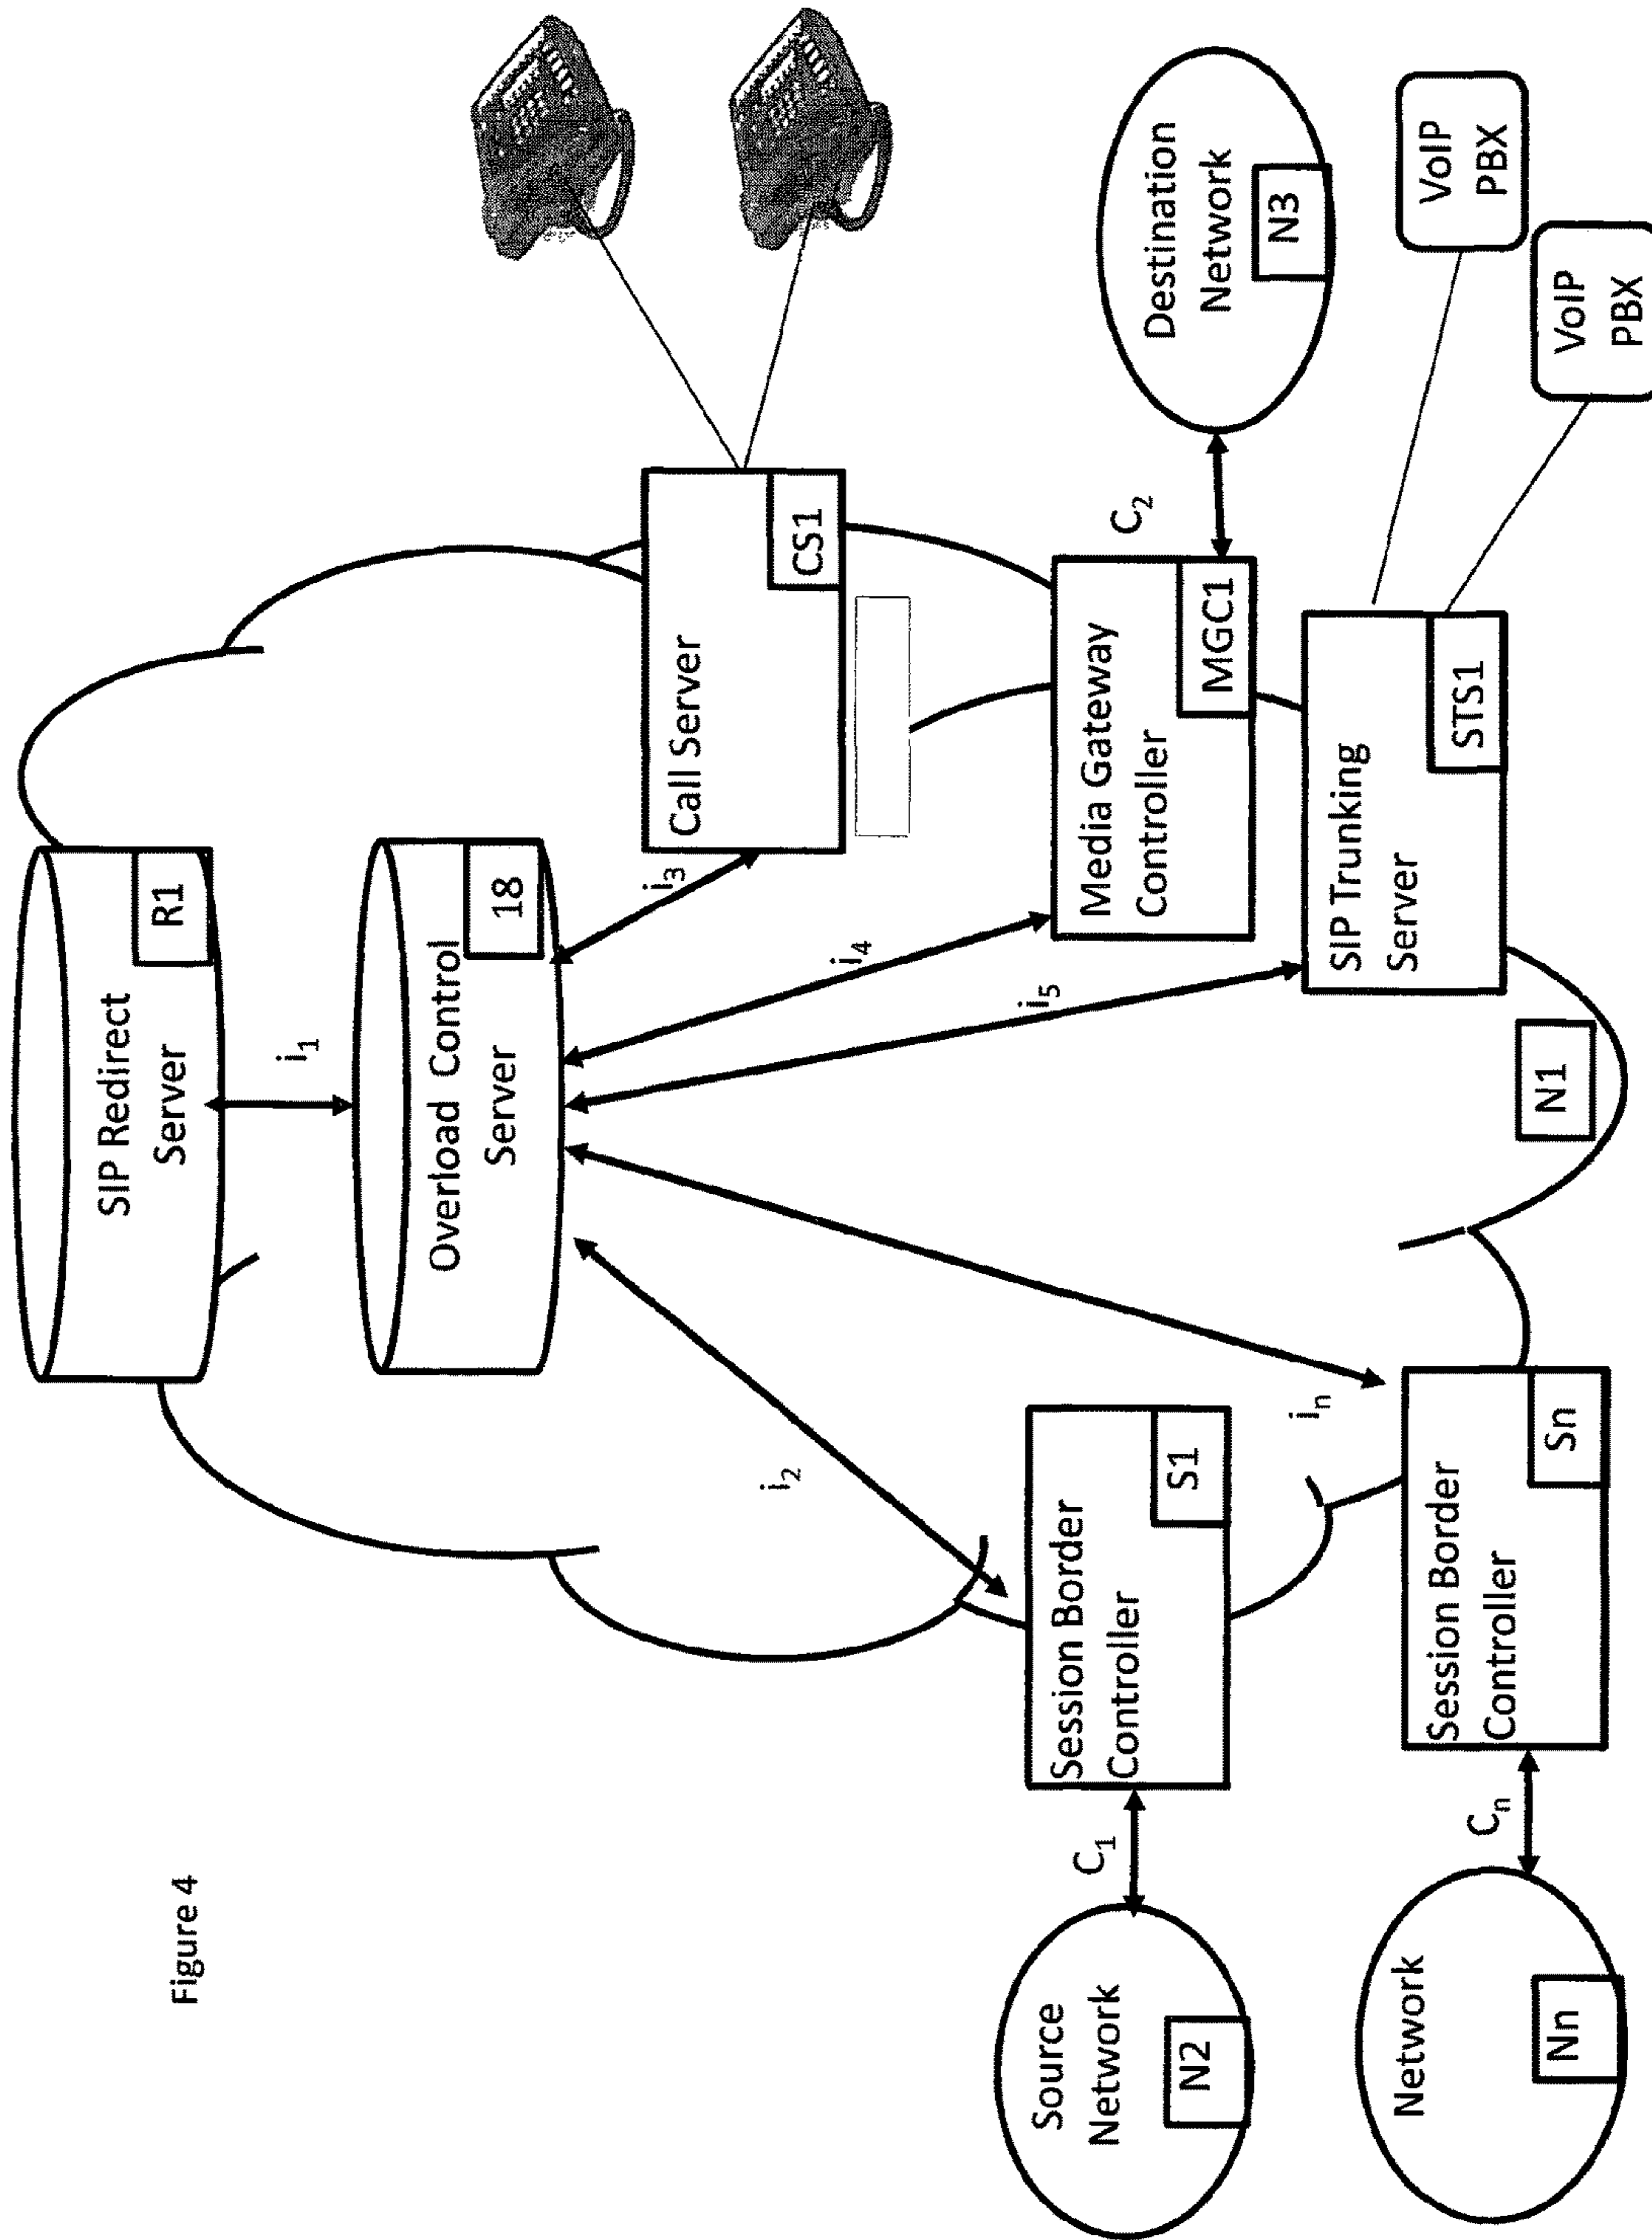 Figure 4
SIP Redirect
Server
R1
i1
Overload Control
Server
18
i2
i3
i4
i5
in
Call Server
CS1
Source
Network
N2
C1
Session Border
Controller
S1
Media Gateway
Controller
MGC1
C2
Destination
Network
N3
Network
Nn
Cn
Session Border
Controller
Sn
N1
SIP Trunking
Server
STS1
VoIP
PBX
VoIP
PBX